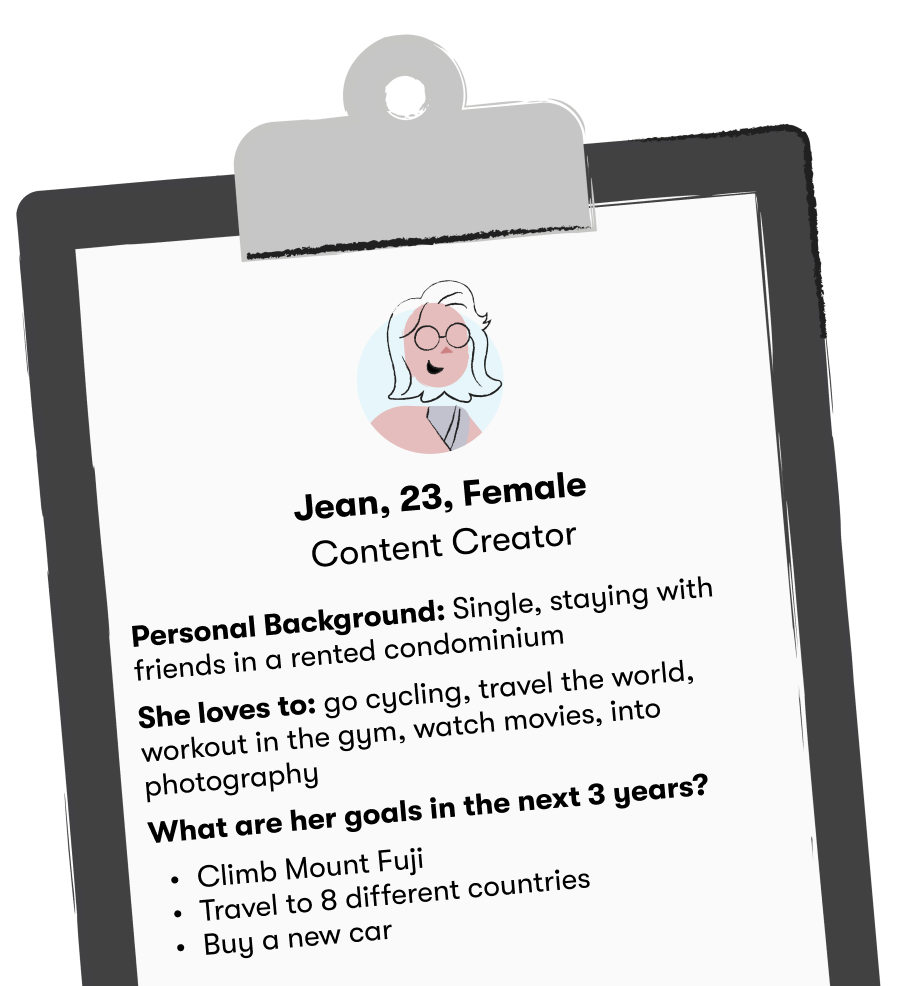 Jean, 23, Female
Content Creator
Personal Background: Single, staying with
friends in a rented condominium
She loves to: go cycling, travel the world,
workout in the gym, watch movies, into
photography
What are her goals in the next 3 years?
• Climb Mount Fuji
• Travel to 8 different countries
• Buy a new car